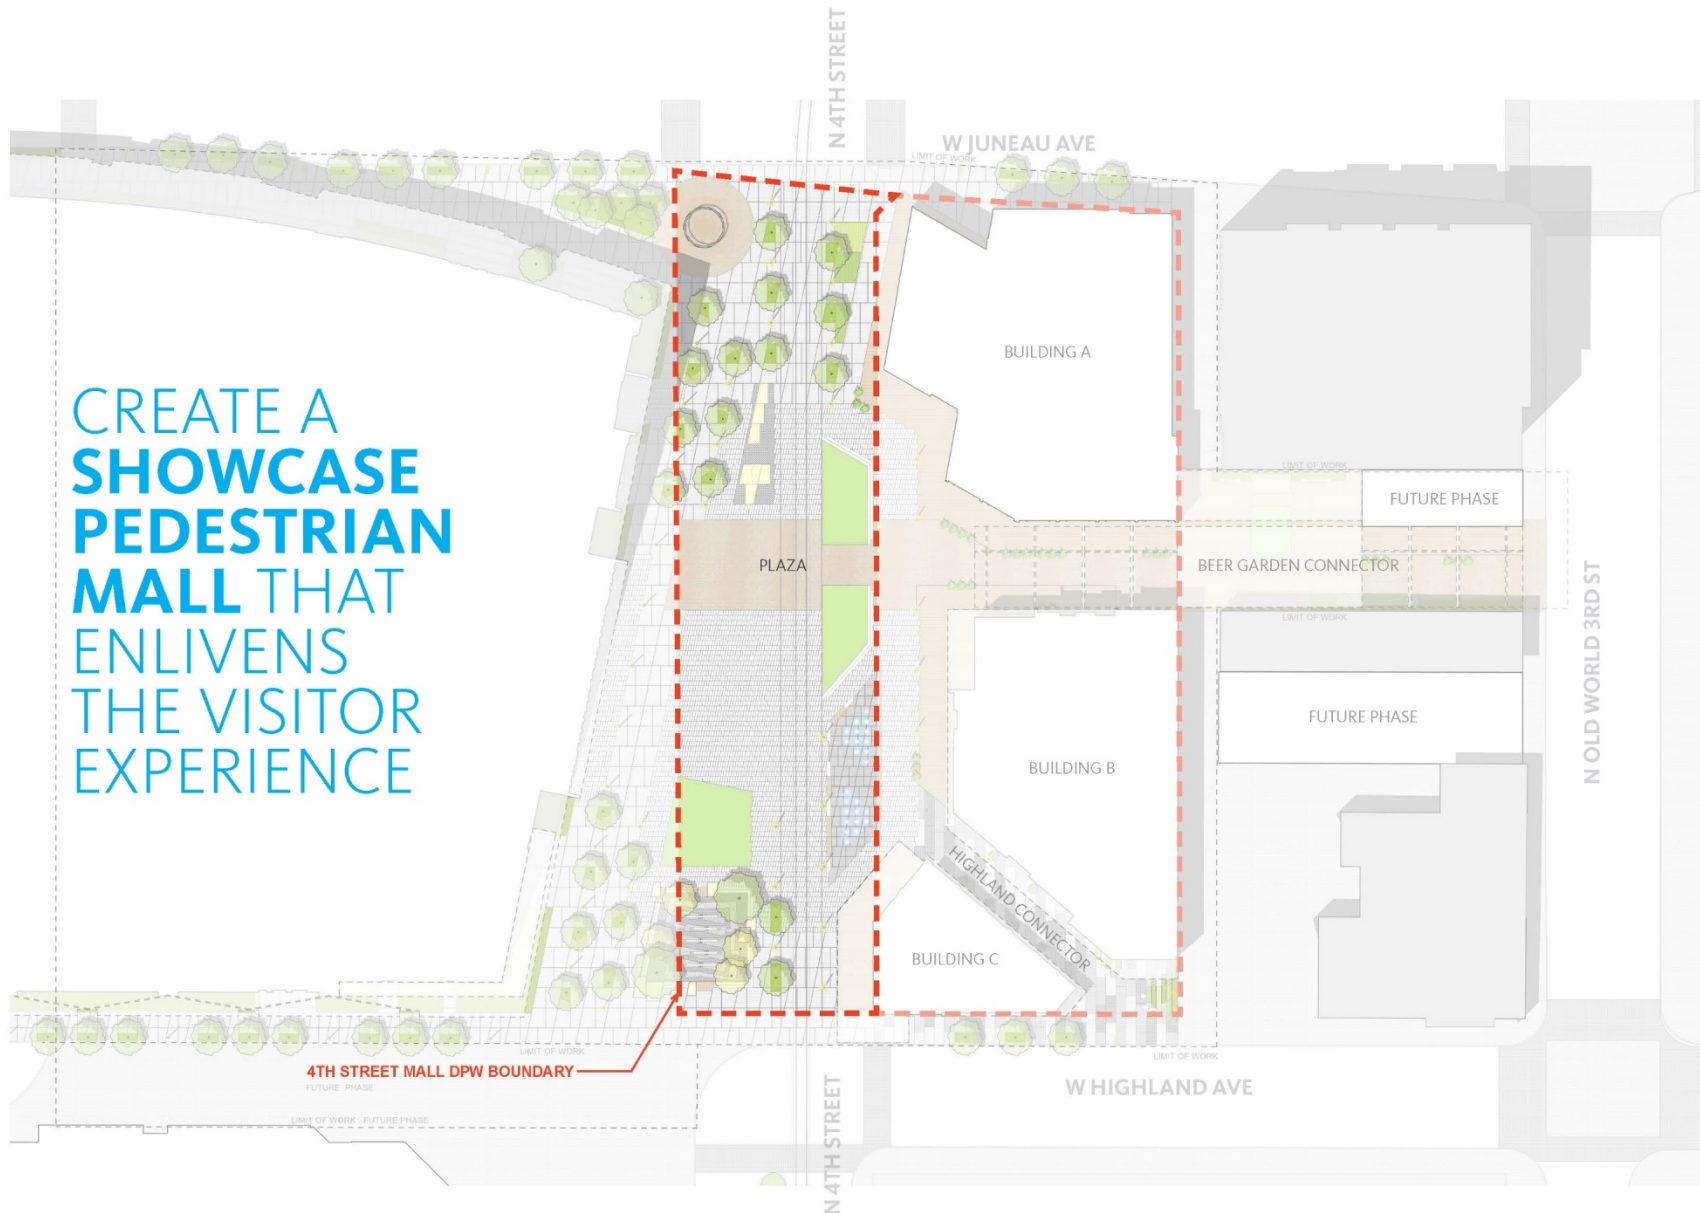 N 4TH STREET
W JUNEAU AVE
LIMIT OF WORK
BUILDING A
CREATE A
SHOWCASE
PEDESTRIAN
MALL THAT
ENLIVENS
THE VISITOR
EXPERIENCE
LIMIT OF WORK
FUTURE PHASE
PLAZA
BEER GARDEN CONNECTOR
LIMIT OF WORK
N OLD WORLD 3RD ST
FUTURE PHASE
BUILDING B
HIGHLAND CONNECTOR
BUILDING C
LIMIT OF WORK
LIMIT OF WORK
4TH STREET MALL DPW BOUNDARY
FUTURE PHASE
W HIGHLAND AVE
LIMIT OF WORK - FUTURE PHASE
N 4TH STREET